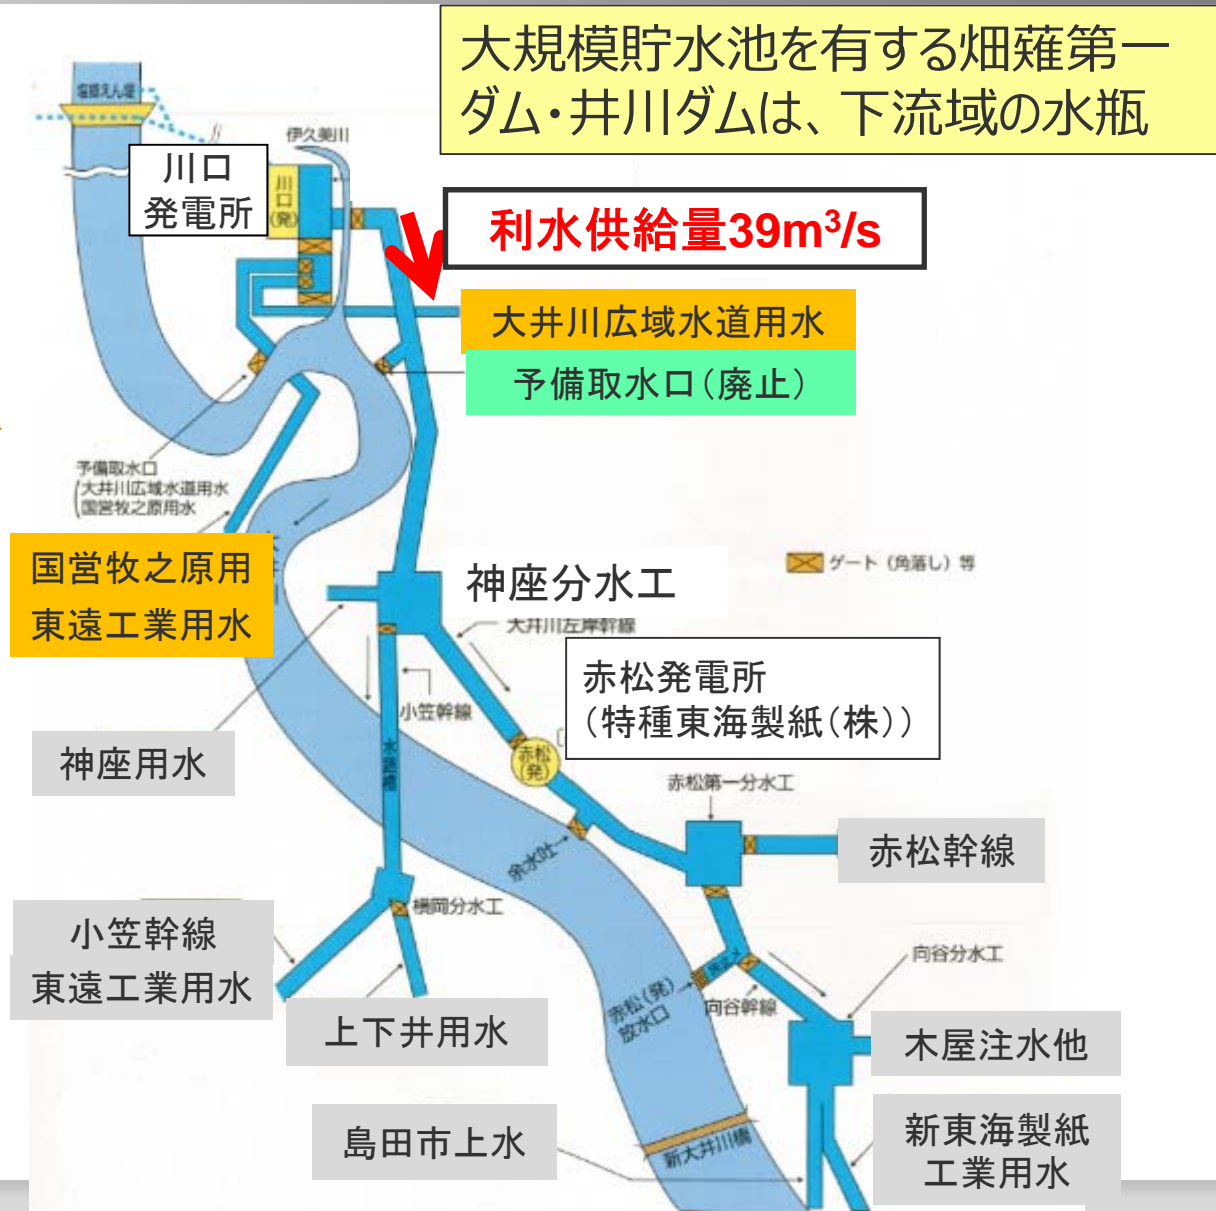 大規模貯水池を有する畑薙第一
ダム・井川ダムは、下流域の水瓶
塩郷えん堤
伊久美川
川口
発電所
川口
(発)
利水供給量39m³/s
大井川広域水道用水
予備取水口(廃止)
予備取水口
(大井川広域水道用水
国営牧之原用水
国営牧之原用
東遠工業用水
ゲート(角落し)等
神座分水工
大井川左岸幹線
赤松発電所
(特種東海製紙(株))
小笠幹線
水路橋
赤松
(発)
神座用水
赤松第一分水工
赤松幹線
余水吐
小笠幹線
東遠工業用水
横岡分水工
向谷分水工
赤松(発)
放水口
向谷幹線
上下井用水
木屋注水他
島田市上水
新大井川橋
新東海製紙
工業用水